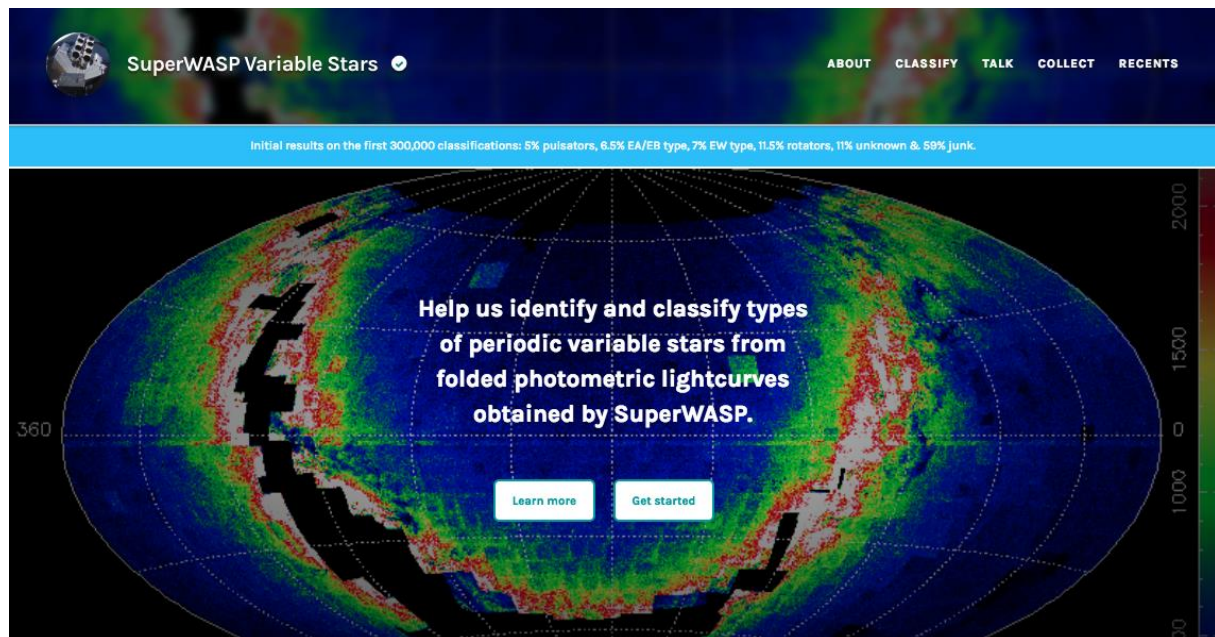 SuperWASP Variable Stars
ABOUT CLASSIFY TALK COLLECT RECENTS
Initial results on the first 300,000 classifications: 5% pulsators, 6.5% EA/EB type, 7% EW type, 11.5% rotators, 11% unknown & 59% junk.
2000
Help us identify and classify types
of periodic variable stars from
folded photometric lightcurves
obtained by SuperWASP.
1500
360
0
1000
Learn more Get started